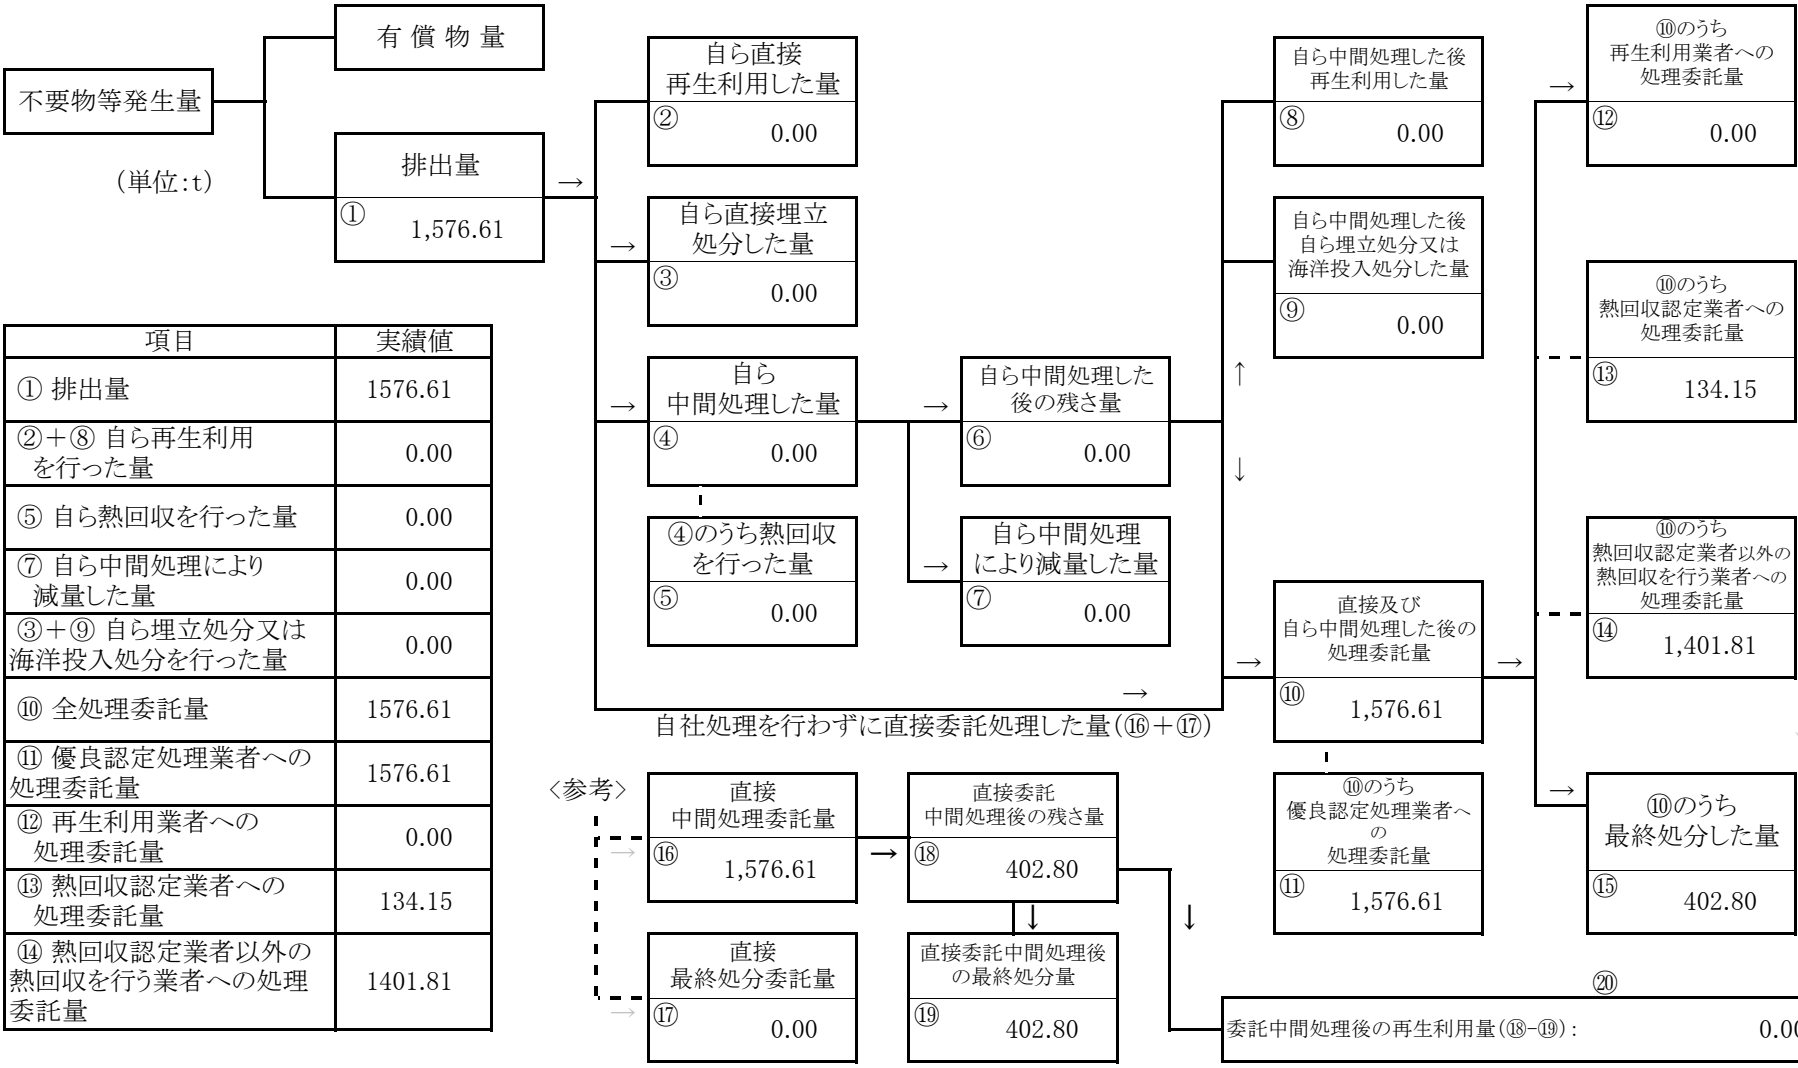 有償物量
不要物等発生量
(単位:t)
排出量
①
1,576.61
→
自ら直接
再生利用した量
②
0.00
→
自ら直接埋立
処分した量
③
0.00
→
自ら
中間処理した量
④
0.00
④のうち熱回収
を行った量
⑤
0.00
→
自ら中間処理した
後の残さ量
⑥
0.00
→
自ら中間処理
により減量した量
⑦
0.00
自ら中間処理した後
再生利用した量
⑧
0.00
自ら中間処理した後
自ら埋立処分又は
海洋投入処分した量
⑨
0.00
↑
↓
→
自社処理を行わずに直接委託処理した量(⑯+⑰)
→
直接及び
自ら中間処理した後の
処理委託量
⑩
1,576.61
⑩のうち
優良認定処理業者へ
の
処理委託量
⑪
1,576.61
→
→
⑩のうち
再生利用業者への
処理委託量
⑫
0.00
⑩のうち
熱回収認定業者への
処理委託量
⑬
134.15
⑩のうち
熱回収認定業者以外の
熱回収を行う業者への
処理委託量
⑭
1,401.81
→
⑩のうち
最終処分した量
⑮
402.80
項目 実績値
① 排出量 1576.61
②+⑧ 自ら再生利用
を行った量 0.00
⑤ 自ら熱回収を行った量 0.00
⑦ 自ら中間処理により
減量した量 0.00
③+⑨ 自ら埋立処分又は
海洋投入処分を行った量 0.00
⑩ 全処理委託量 1576.61
⑪ 優良認定処理業者への
処理委託量 1576.61
⑫ 再生利用業者への
処理委託量 0.00
⑬ 熱回収認定業者への
処理委託量 134.15
⑭ 熱回収認定業者以外の
熱回収を行う業者への処理
委託量 1401.81
<参考>
→
直接
中間処理委託量
⑯
1,576.61
→
直接
最終処分委託量
⑰
0.00
→
直接委託
中間処理後の残さ量
⑱
402.80
↓
直接委託中間処理後
の最終処分量
⑲
402.80
↓
⑳
委託中間処理後の再生利用量(⑱-⑲): 0.00